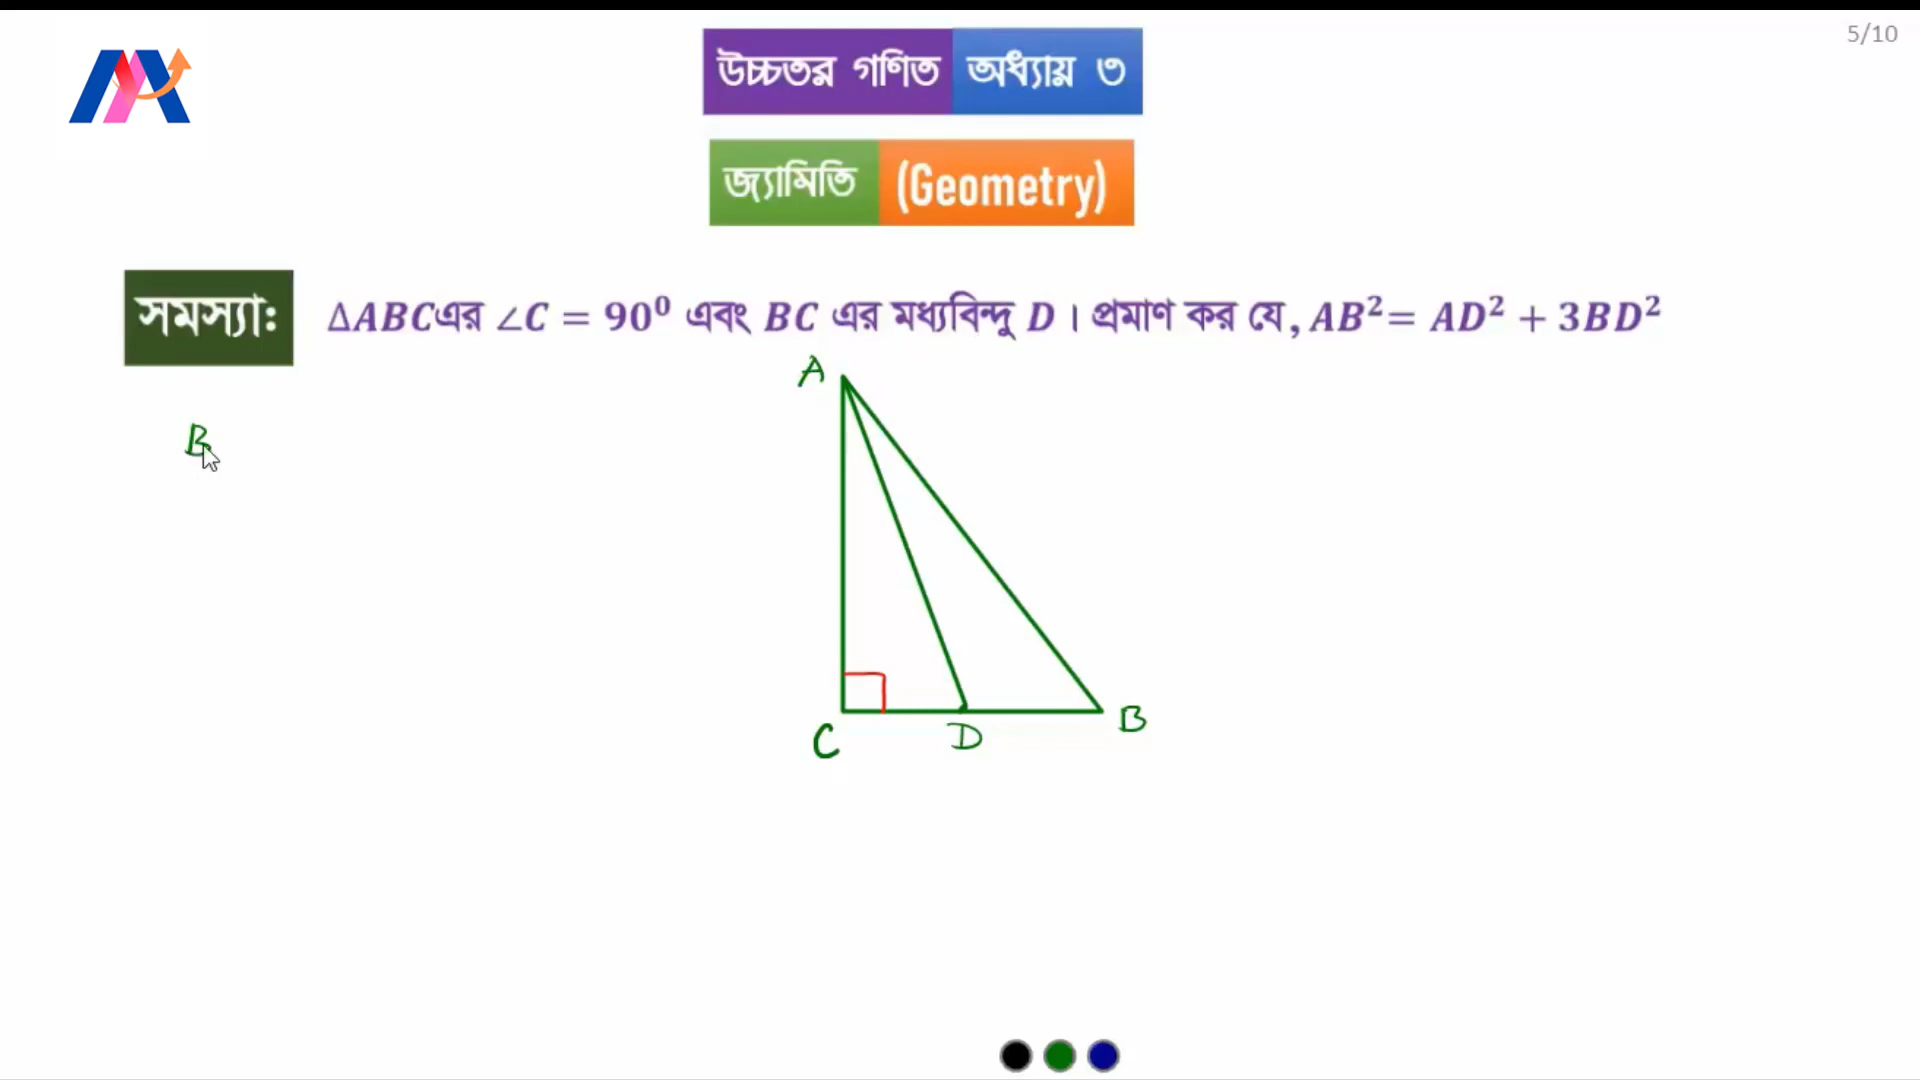 5/10
উচ্চতর গণিত অধ্যায় ৩
জ্যামিতি (Geometry)
সমস্যা: ΔABCএর ∠C = 90⁰ এবং BC এর মধ্যবিন্দু D । প্রমাণ কর যে, AB²= AD² + 3BD²
A
B
B
C D